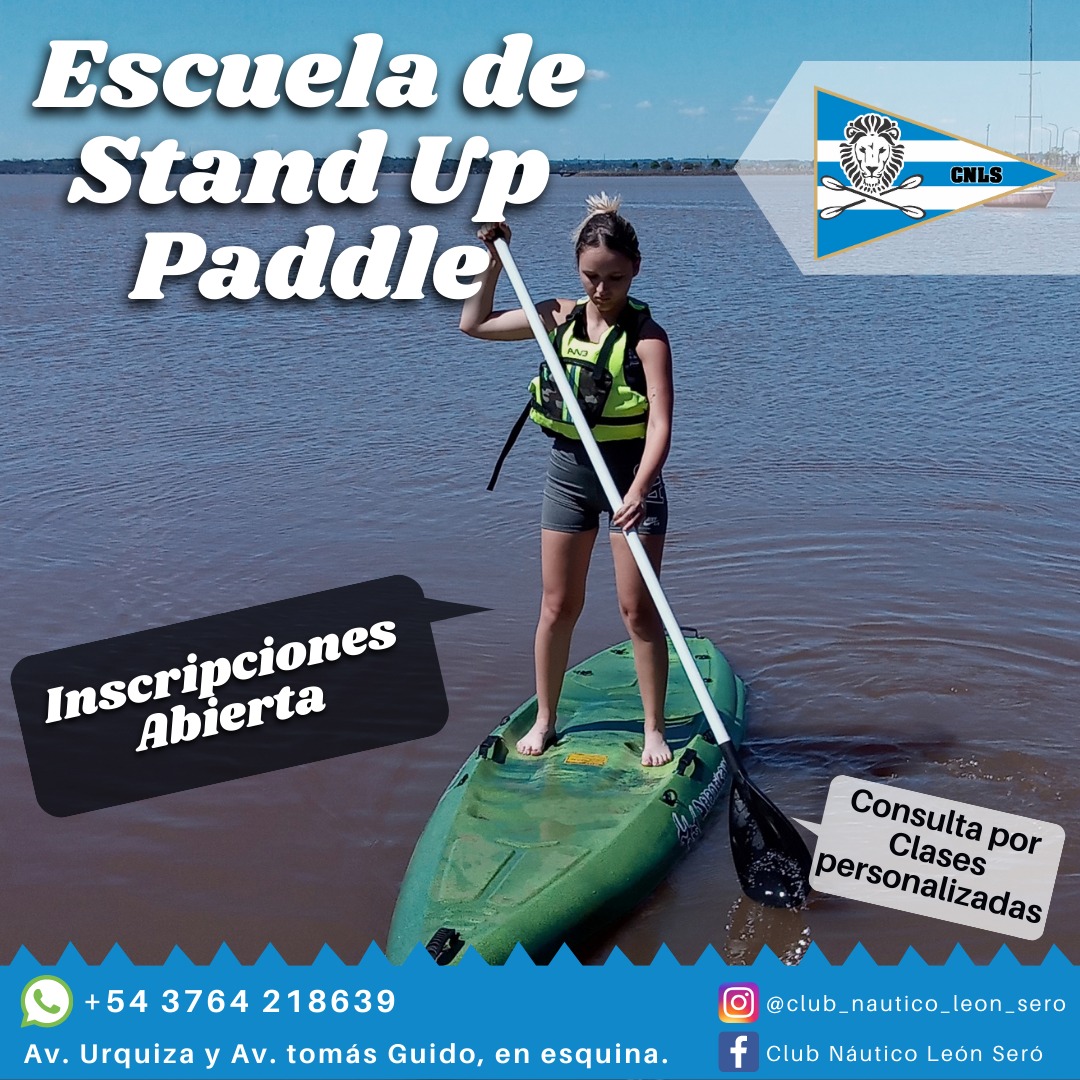 Escuela de
Stand Up
Paddle
CNLS
Inscripciones
Abierta
Consulta por
Clases
personalizadas
+54 3764 218639
@club_nautico_leon_sero
Av. Urquiza y Av. tomás Guido, en esquina.
Club Náutico León Seró